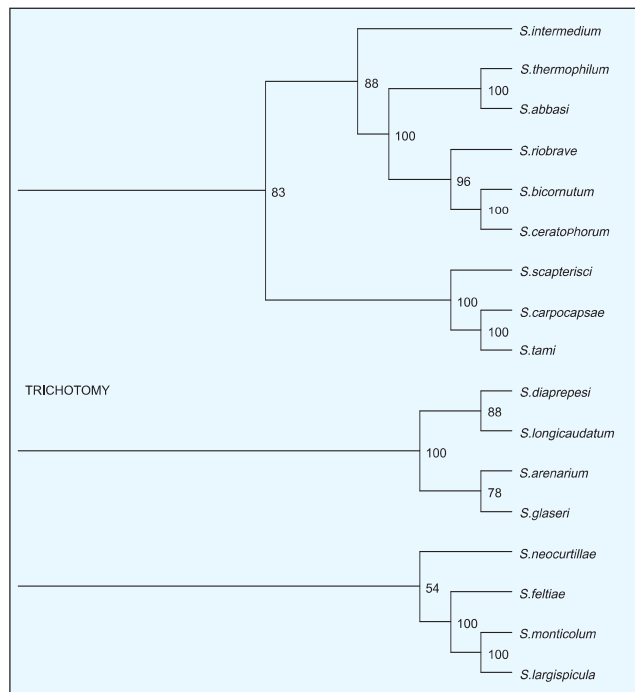 S.intermedium
S.thermophilum
88
100
S.abbasi
100
S.riobrave
96
S.bicornutum
83
100
S.ceratophorum
S.scapterisci
100
S.carpocapsae
100
S.tami
TRICHOTOMY
S.diaprepesi
88
S.longicaudatum
100
S.arenarium
78
S.glaseri
S.neocurtillae
54
S.feltiae
100
S.monticolum
100
S.largispicula